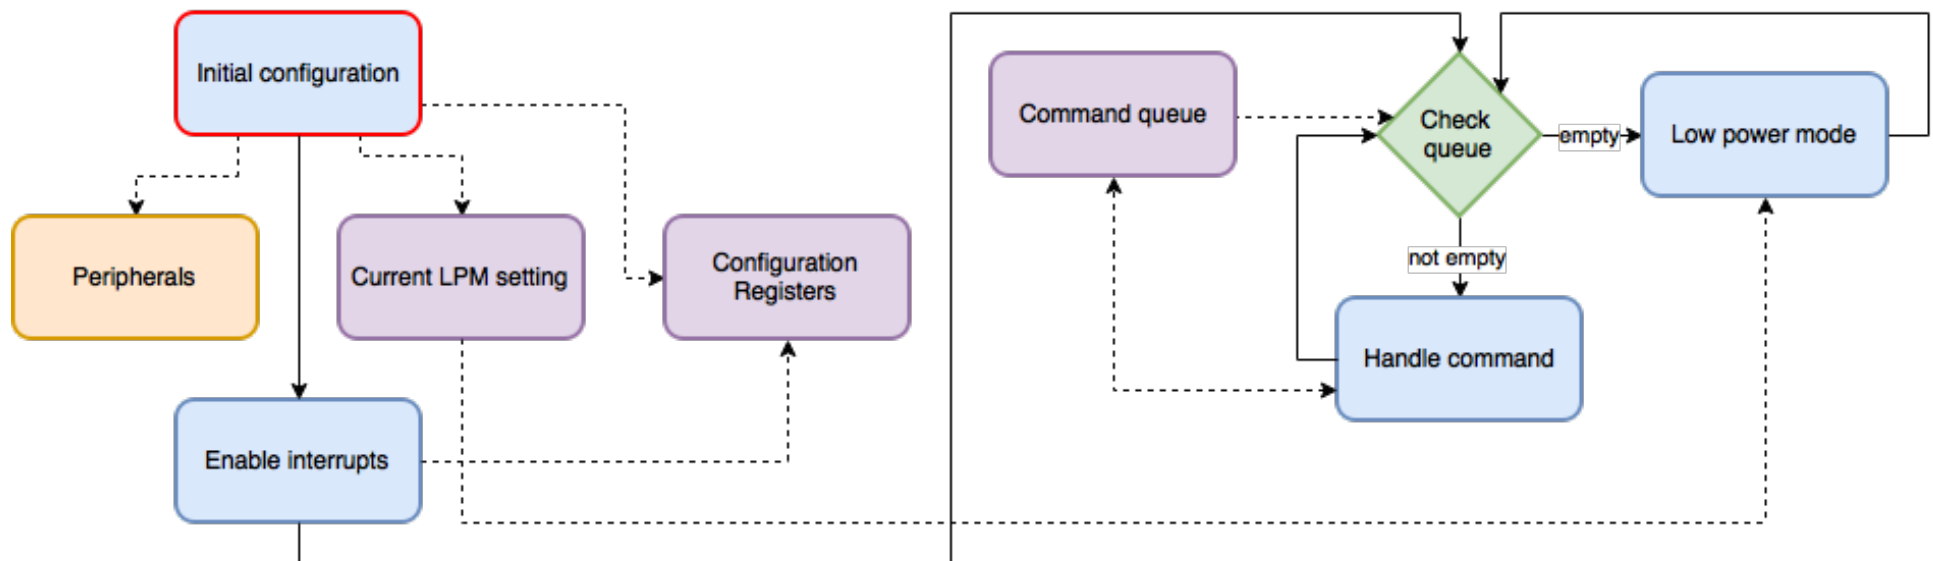 Initial configuration
Peripherals
Current LPM setting
Configuration
Registers
Enable interrupts
Command queue
Check
queue
empty
Low power mode
not empty
Handle command